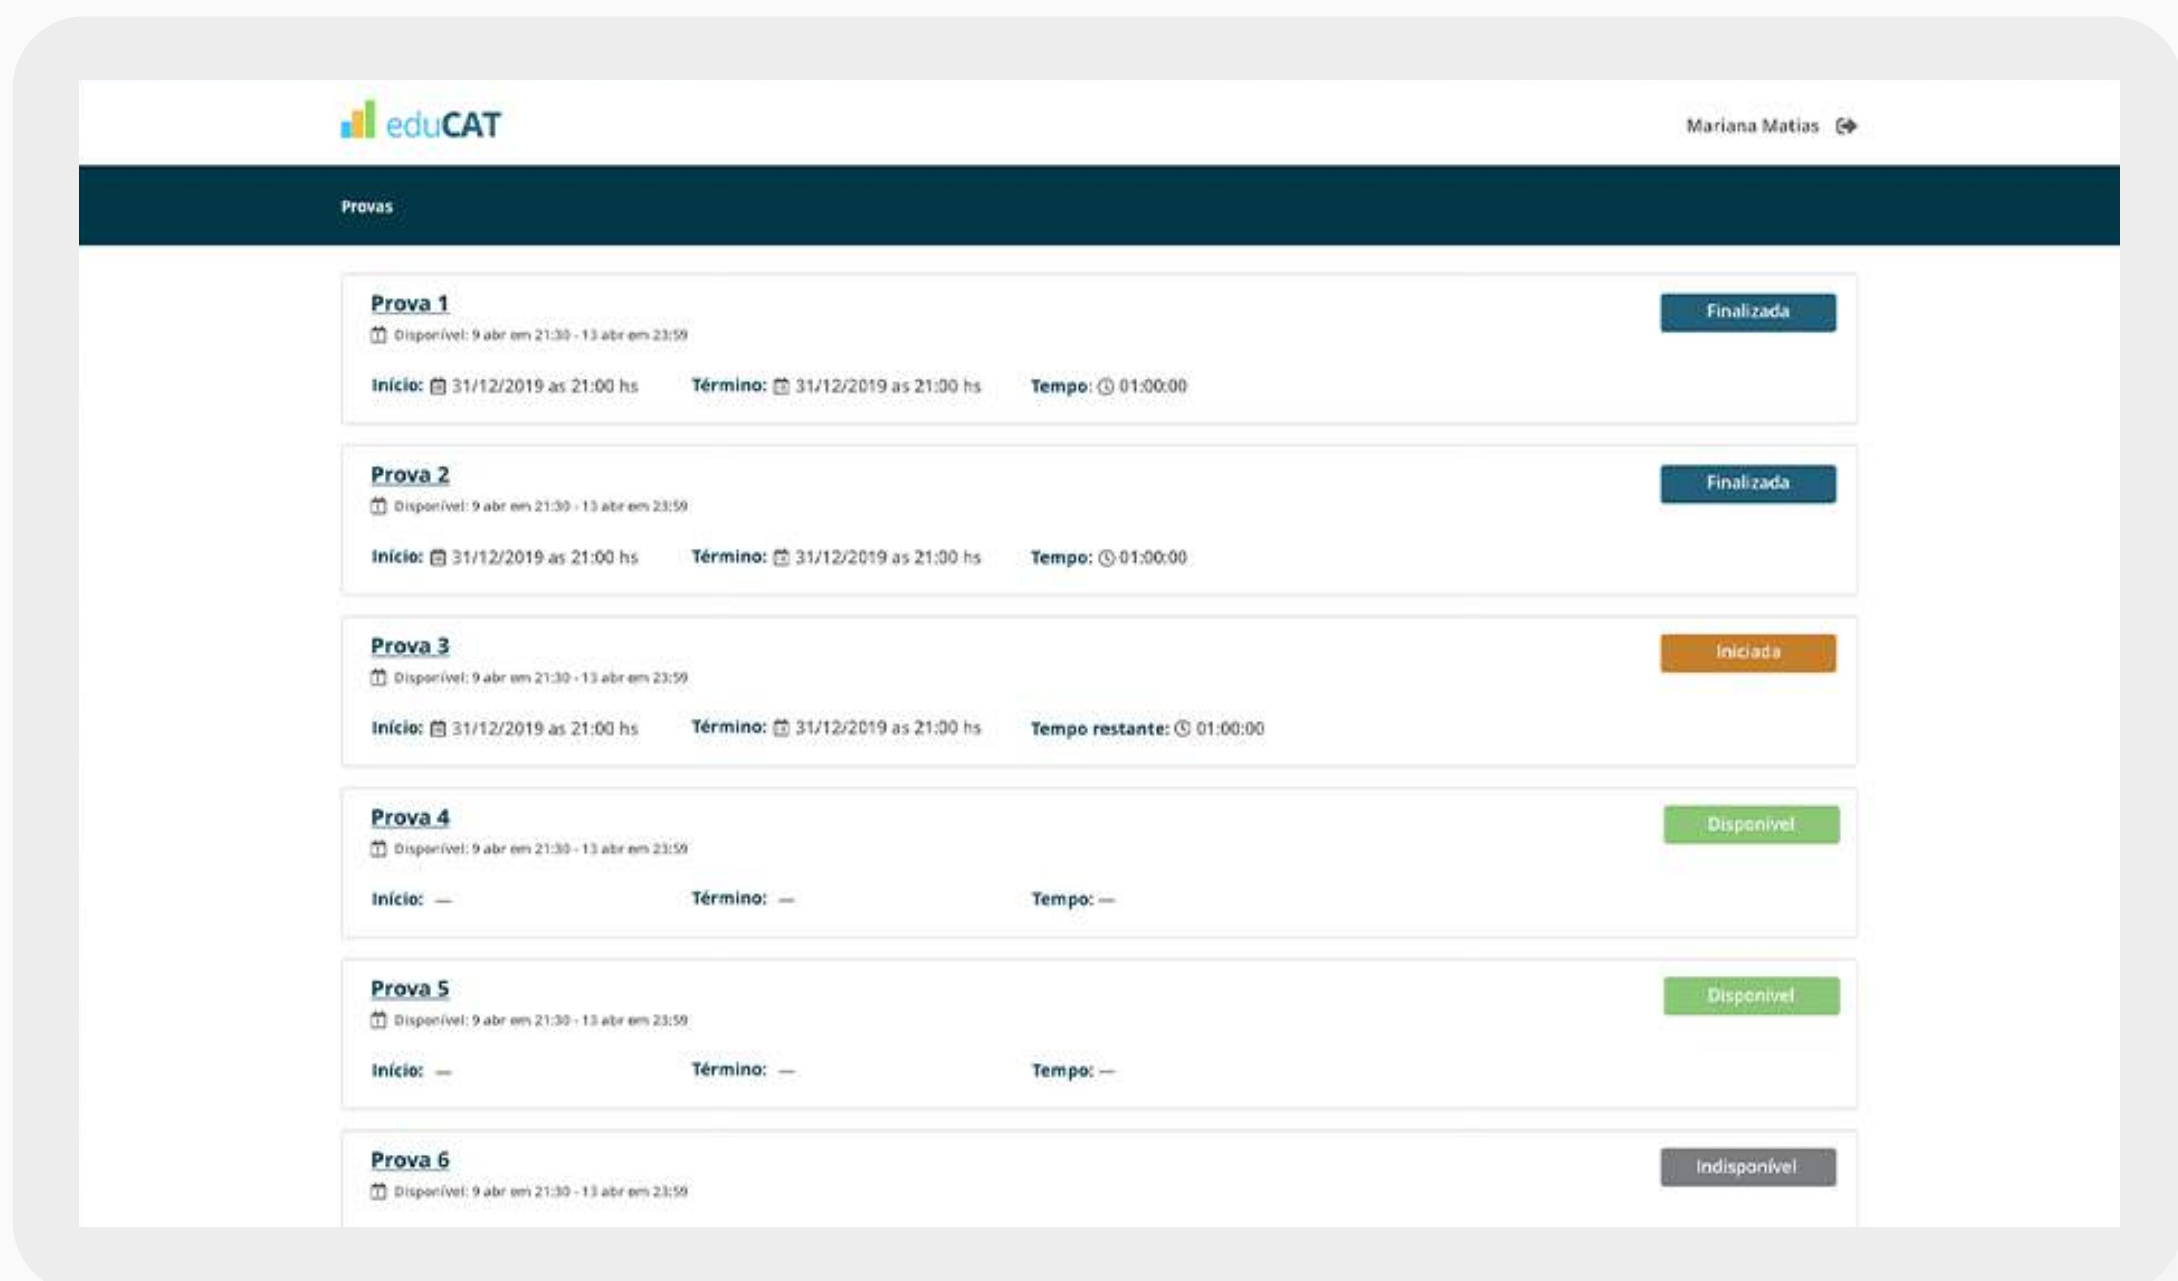 eduCAT
Mariana Matias
Provas
Prova 1
Finalizada
Disponível: 9 abr em 21:30 - 13 abr em 23:59
Início: 31/12/2019 as 21:00 hs Término: 31/12/2019 as 21:00 hs Tempo: 01:00:00
Prova 2
Finalizada
Disponível: 9 abr em 21:30 - 13 abr em 23:59
Início: 31/12/2019 as 21:00 hs Término: 31/12/2019 as 21:00 hs Tempo: 01:00:00
Prova 3
Iniciada
Disponível: 9 abr em 21:30 - 13 abr em 23:59
Início: 31/12/2019 as 21:00 hs Término: 31/12/2019 as 21:00 hs Tempo restante: 01:00:00
Prova 4
Disponível
Disponível: 9 abr em 21:30 - 13 abr em 23:59
Início: — Término: — Tempo: —
Prova 5
Disponível
Disponível: 9 abr em 21:30 - 13 abr em 23:59
Início: — Término: — Tempo: —
Prova 6
Indisponível
Disponível: 9 abr em 21:30 - 13 abr em 23:59